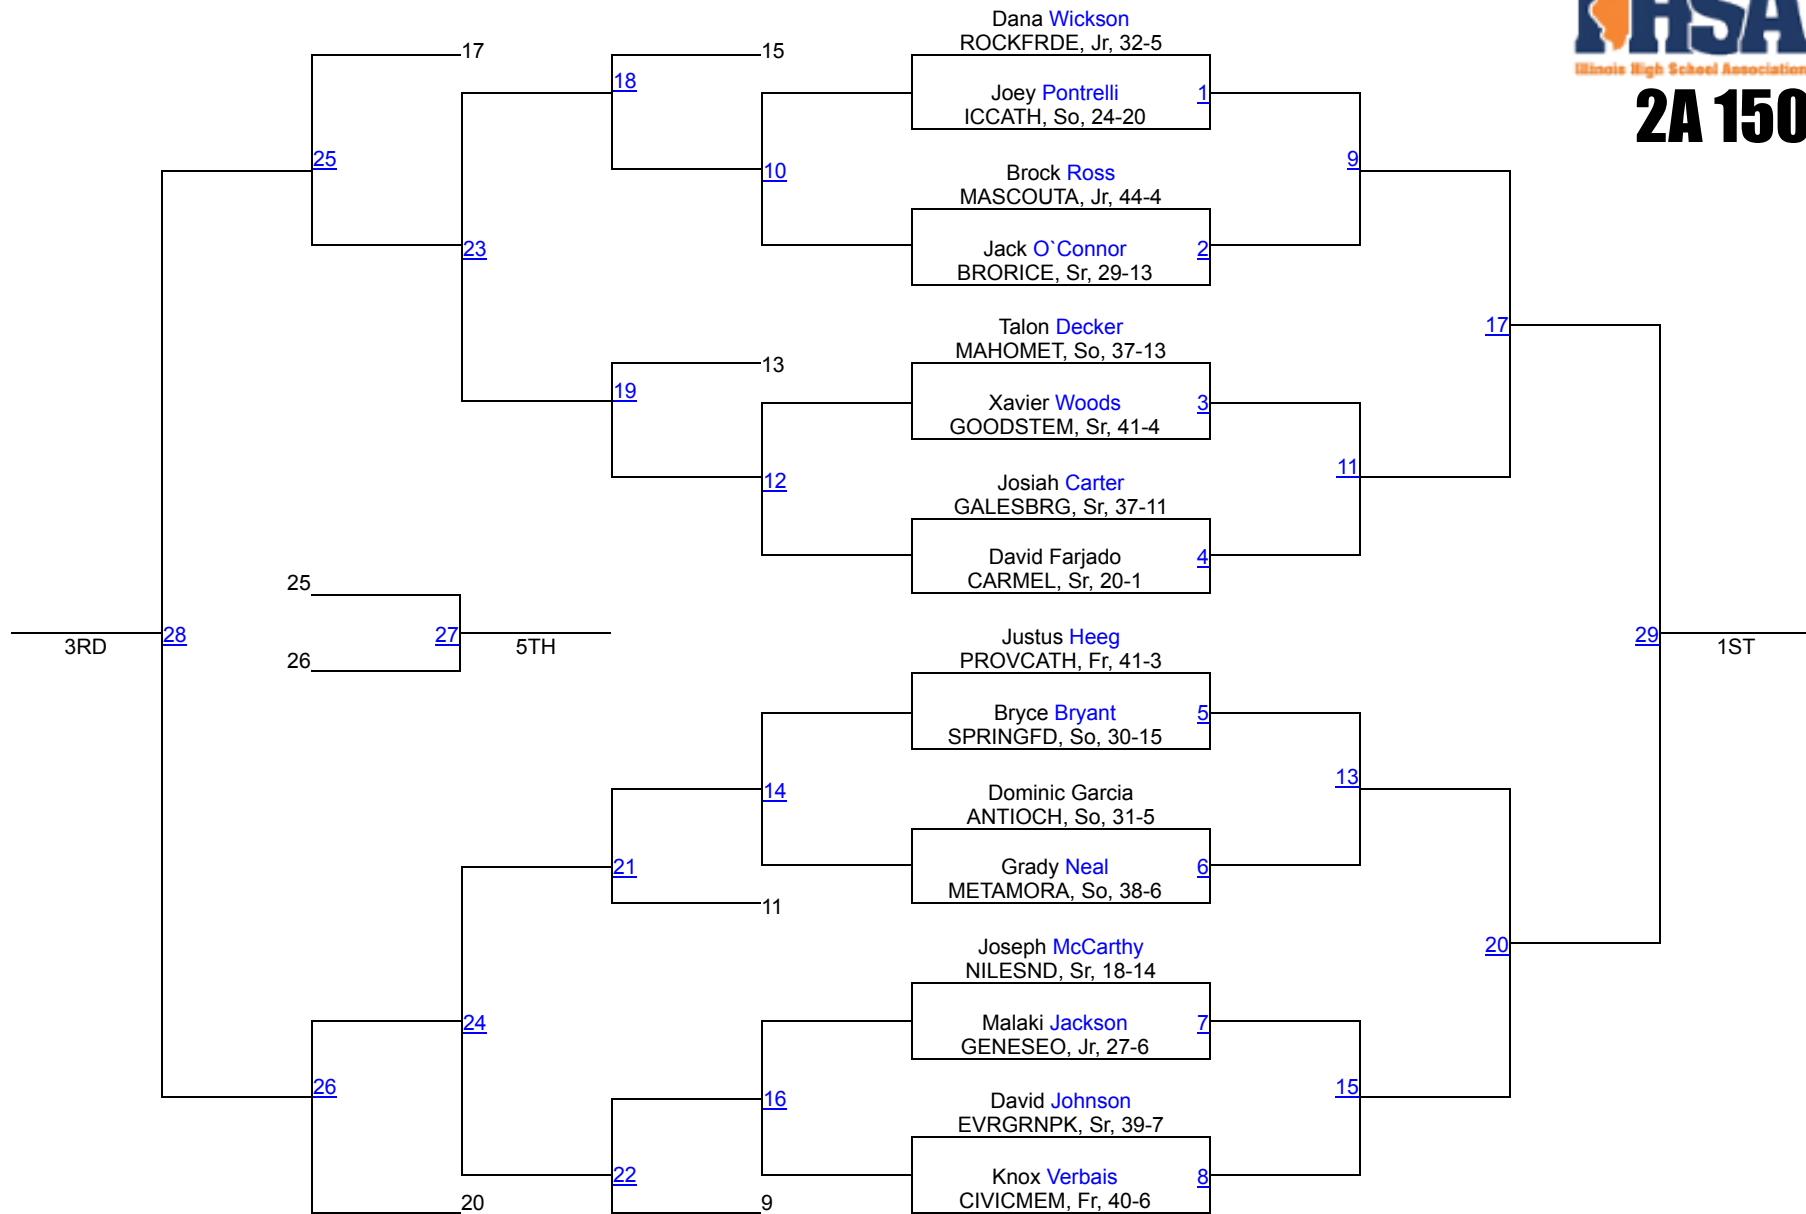 HSA
Illinois High School Association
2A 150
Dana Wickson
ROCKFRDE, Jr, 32-5
17
15
18
Joey Pontrelli
1
ICCATH, So, 24-20
25
10
9
Brock Ross
MASCOUTA, Jr, 44-4
23
Jack O`Connor
2
BRORICE, Sr, 29-13
17
Talon Decker
MAHOMET, So, 37-13
13
19
Xavier Woods
3
GOODSTEM, Sr, 41-4
12
11
Josiah Carter
GALESBRG, Sr, 37-11
David Farjado
4
CARMEL, Sr, 20-1
25
28
3RD
27
5TH
26
Justus Heeg
PROVCATH, Fr, 41-3
29
1ST
Bryce Bryant
5
SPRINGFD, So, 30-15
14
13
Dominic Garcia
ANTIOCH, So, 31-5
21
Grady Neal
6
METAMORA, So, 38-6
11
20
Joseph McCarthy
NILESND, Sr, 18-14
24
Malaki Jackson
7
GENESEO, Jr, 27-6
26
16
15
David Johnson
EVRGRNPK, Sr, 39-7
22
Knox Verbais
8
CIVICMEM, Fr, 40-6
20
9